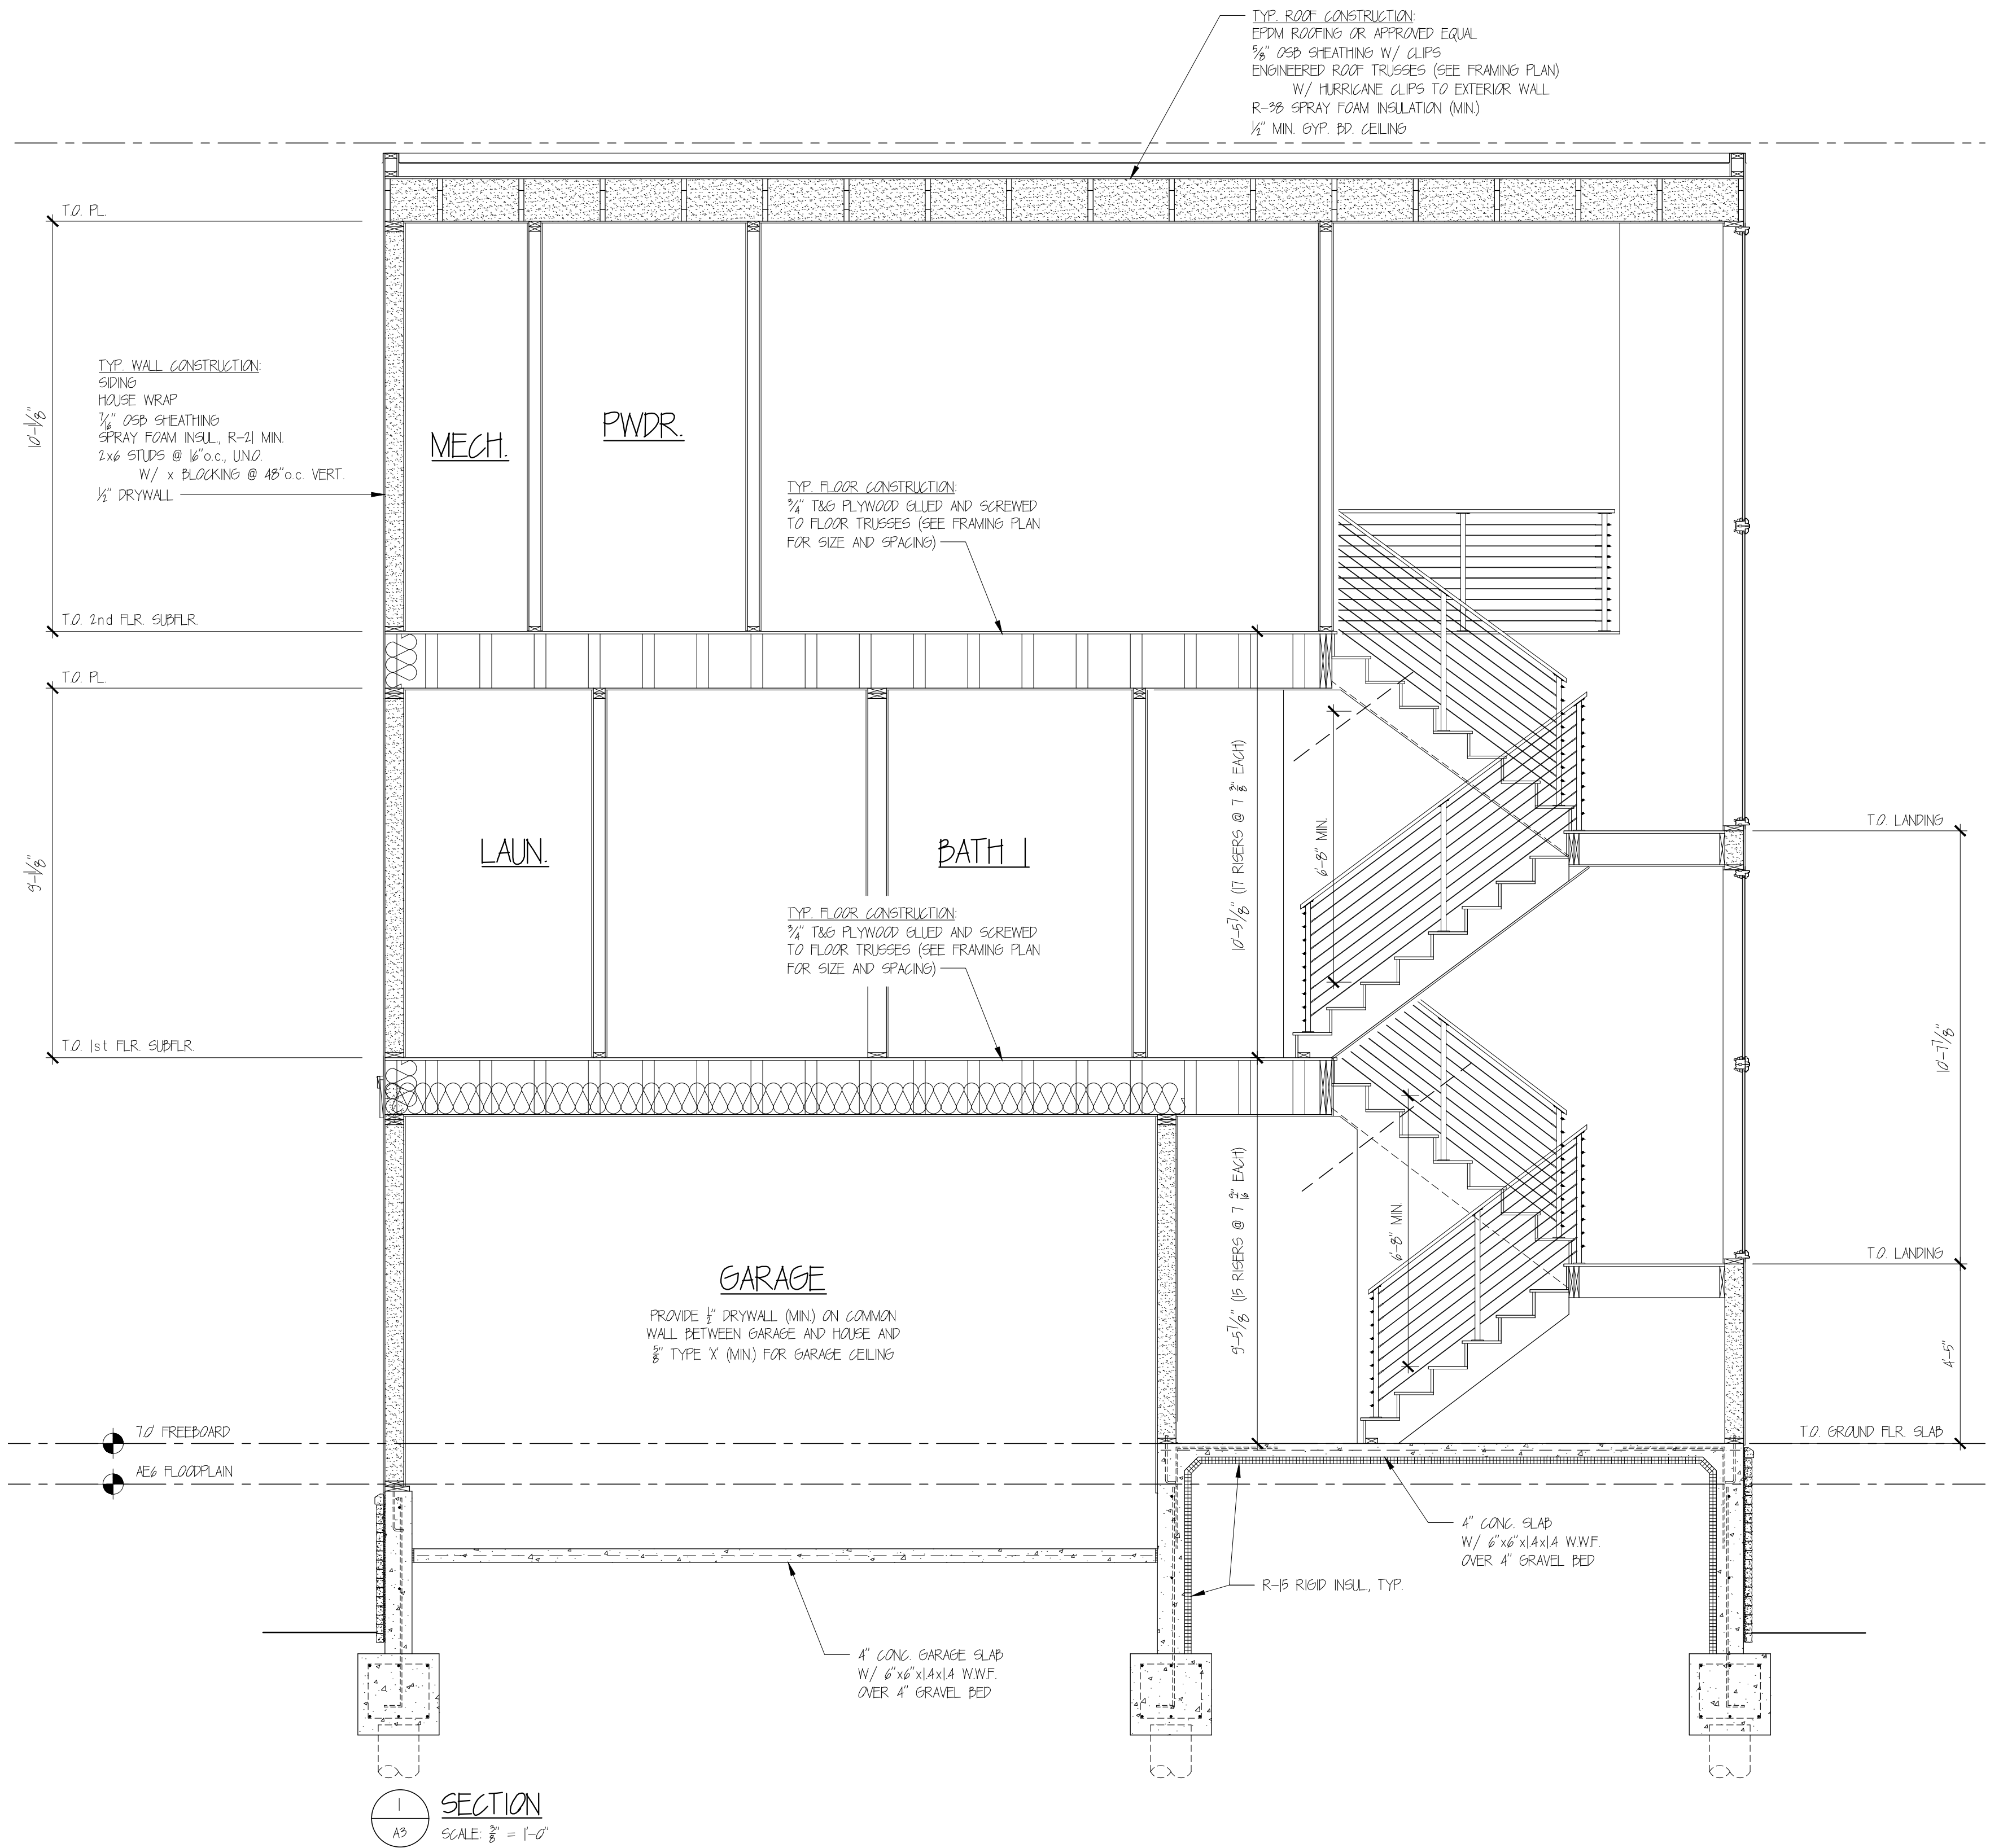 TYP. ROOF CONSTRUCTION:
EPDM ROOFING OR APPROVED EQUAL
5/8" OSB SHEATHING W/ CLIPS
ENGINEERED ROOF TRUSSES (SEE FRAMING PLAN)
W/ HURRICANE CLIPS TO EXTERIOR WALL
R-38 SPRAY FOAM INSULATION (MIN.)
1/2" MIN. GYP. BD. CEILING
T.O. PL.
10'-1 1/8"
TYP. WALL CONSTRUCTION:
SIDING
HOUSE WRAP
7/16" OSB SHEATHING
SPRAY FOAM INSUL., R-21 MIN.
2x6 STUDS @ 16"o.c., U.N.O.
W/ x BLOCKING @ 48"o.c. VERT.
1/2" DRYWALL
MECH.
PWDR.
TYP. FLOOR CONSTRUCTION:
3/4" T&G PLYWOOD GLUED AND SCREWED
TO FLOOR TRUSSES (SEE FRAMING PLAN
FOR SIZE AND SPACING)
T.O. 2nd FLR. SUBFLR.
T.O. PL.
9'-1 1/8"
LAUN.
BATH 1
10'-5 7/8" (17 RISERS @ 7 3/8" EACH)
6'-8" MIN.
T.O. LANDING
TYP. FLOOR CONSTRUCTION:
3/4" T&G PLYWOOD GLUED AND SCREWED
TO FLOOR TRUSSES (SEE FRAMING PLAN
FOR SIZE AND SPACING)
T.O. 1st FLR. SUBFLR.
10'-7 7/8"
GARAGE
PROVIDE 1/2" DRYWALL (MIN.) ON COMMON
WALL BETWEEN GARAGE AND HOUSE AND
5/8" TYPE 'X' (MIN.) FOR GARAGE CEILING
9'-5 7/8" (15 RISERS @ 7 9/16" EACH)
6'-8" MIN.
T.O. LANDING
4'-5"
7.0' FREEBOARD
T.O. GROUND FLR. SLAB
AE6 FLOODPLAIN
4" CONC. SLAB
W/ 6"x6"x1.4x1.4 W.W.F.
OVER 4" GRAVEL BED
R-15 RIGID INSUL., TYP.
4" CONC. GARAGE SLAB
W/ 6"x6"x1.4x1.4 W.W.F.
OVER 4" GRAVEL BED
1
A3
SECTION
SCALE: 3/8" = 1'-0"